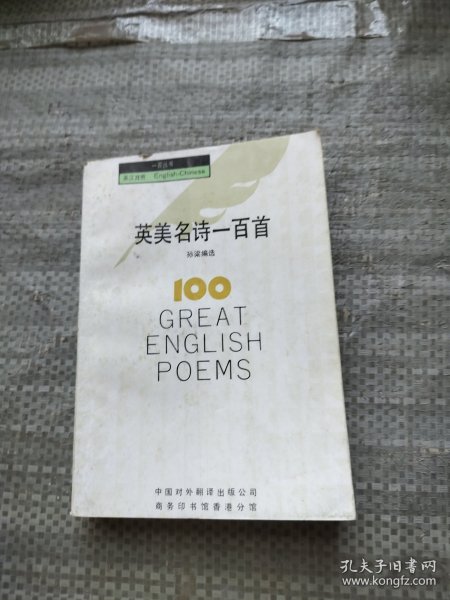 一百丛书
英汉对照 English-Chinese
英美名诗一百首
孙梁编选
100
GREAT
ENGLISH
POEMS
中国对外翻译出版公司
商务印书馆香港分馆
孔夫子旧书网
www.kongfz.com